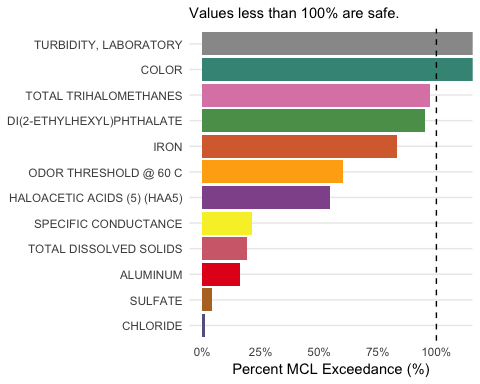 Values less than 100% are safe.
TURBIDITY, LABORATORY
COLOR
TOTAL TRIHALOMETHANES
DI(2-ETHYLHEXYL)PHTHALATE
IRON
ODOR THRESHOLD @ 60 C
HALOACETIC ACIDS (5) (HAA5)
SPECIFIC CONDUCTANCE
TOTAL DISSOLVED SOLIDS
ALUMINUM
SULFATE
CHLORIDE
0% 25% 50% 75% 100%
Percent MCL Exceedance (%)